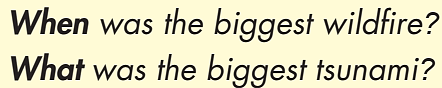 When was the biggest wildfire?
What was the biggest tsunami?